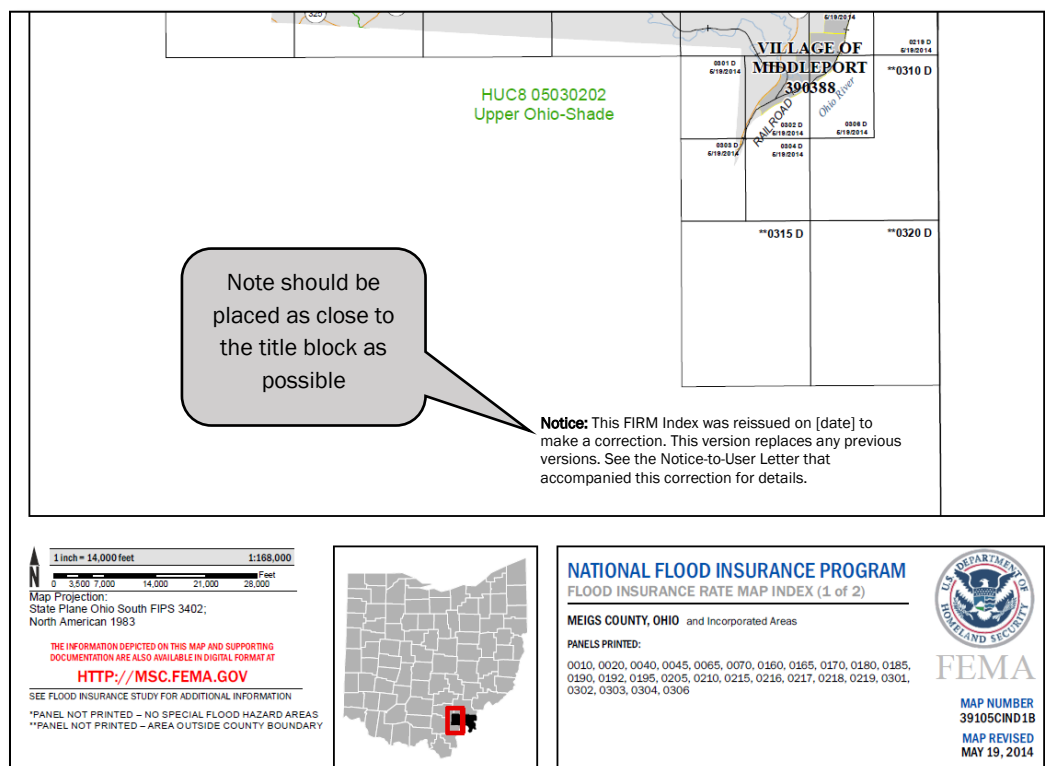 325
6/19/2014
VILLAGE OF
MIDDLEPORT
390388
0219 D
6/19/2014
**0310 D
0301 D
6/19/2014
HUC8 05030202
Upper Ohio-Shade
RAILROAD
Ohio River
0302 D
6/19/2014
0306 D
6/19/2014
0303 D
6/19/2014
0304 D
6/19/2014
**0315 D
**0320 D
Note should be
placed as close to
the title block as
possible
Notice: This FIRM Index was reissued on [date] to
make a correction. This version replaces any previous
versions. See the Notice-to-User Letter that
accompanied this correction for details.
1 inch = 14,000 feet 1:168,000
N
Feet
0 3,500 7,000 14,000 21,000 28,000
Map Projection:
State Plane Ohio South FIPS 3402;
North American 1983
THE INFORMATION DEPICTED ON THIS MAP AND SUPPORTING
DOCUMENTATION ARE ALSO AVAILABLE IN DIGITAL FORMAT AT
HTTP://MSC.FEMA.GOV
SEE FLOOD INSURANCE STUDY FOR ADDITIONAL INFORMATION
*PANEL NOT PRINTED – NO SPECIAL FLOOD HAZARD AREAS
**PANEL NOT PRINTED – AREA OUTSIDE COUNTY BOUNDARY
NATIONAL FLOOD INSURANCE PROGRAM
FLOOD INSURANCE RATE MAP INDEX (1 of 2)
MEIGS COUNTY, OHIO and Incorporated Areas
PANELS PRINTED:
0010, 0020, 0040, 0045, 0065, 0070, 0160, 0165, 0170, 0180, 0185,
0190, 0192, 0195, 0205, 0210, 0215, 0216, 0217, 0218, 0219, 0301,
0302, 0303, 0304, 0306
U.S. DEPARTMENT OF
HOMELAND SECURITY
FEMA
MAP NUMBER
39105CIND1B
MAP REVISED
MAY 19, 2014